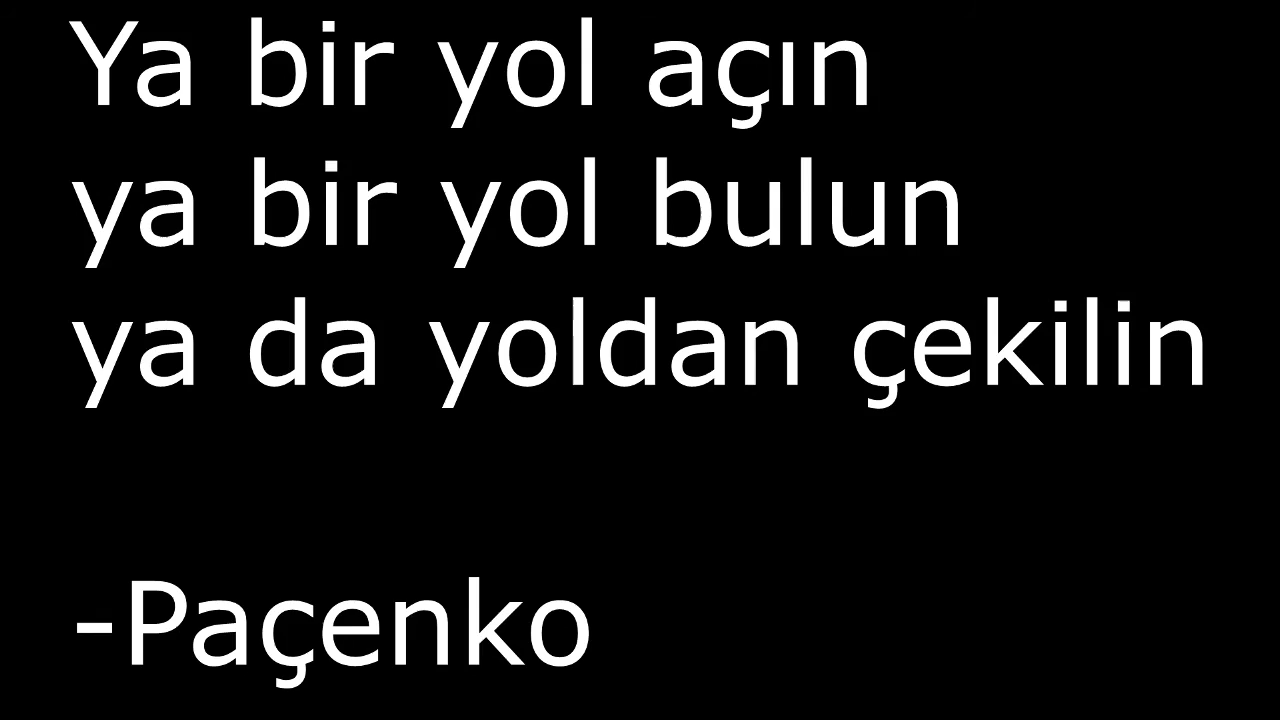 Ya bir yol açın
ya bir yol bulun
ya da yoldan çekilin
-Paçenko